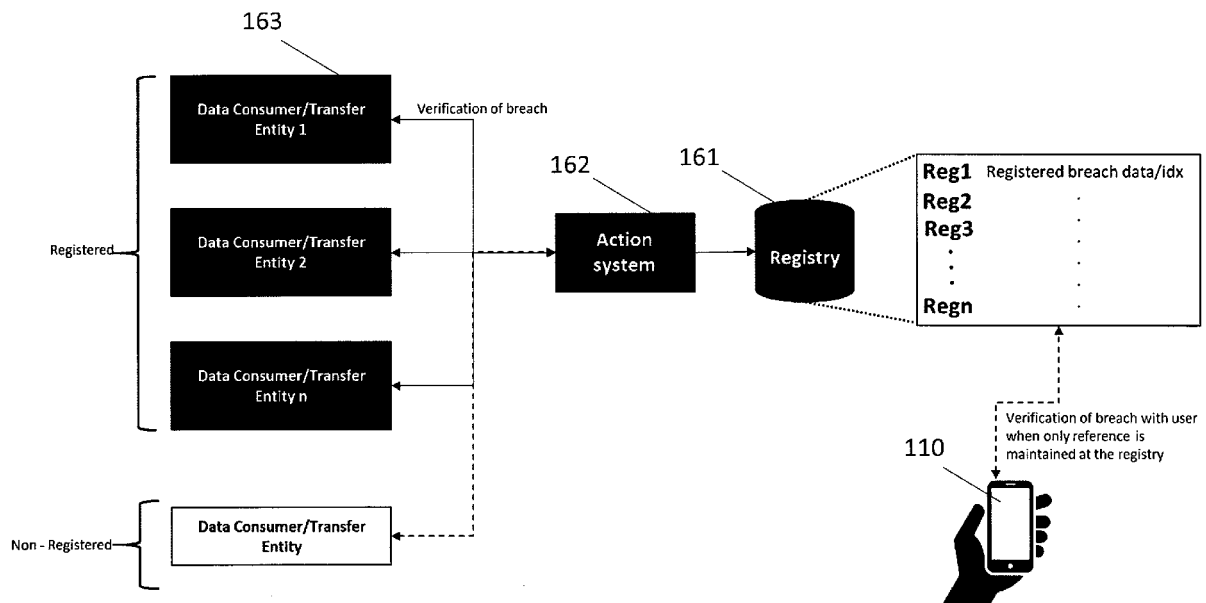 163
Data Consumer/Transfer
Entity 1
Verification of breach
Registered
Data Consumer/Transfer
Entity 2
Data Consumer/Transfer
Entity n
Non - Registered
Data Consumer/Transfer
Entity
162
Action
system
161
Registry
Reg1 Registered breach data/idx
Reg2
Reg3
Regn
Verification of breach with user
when only reference is
maintained at the registry
110